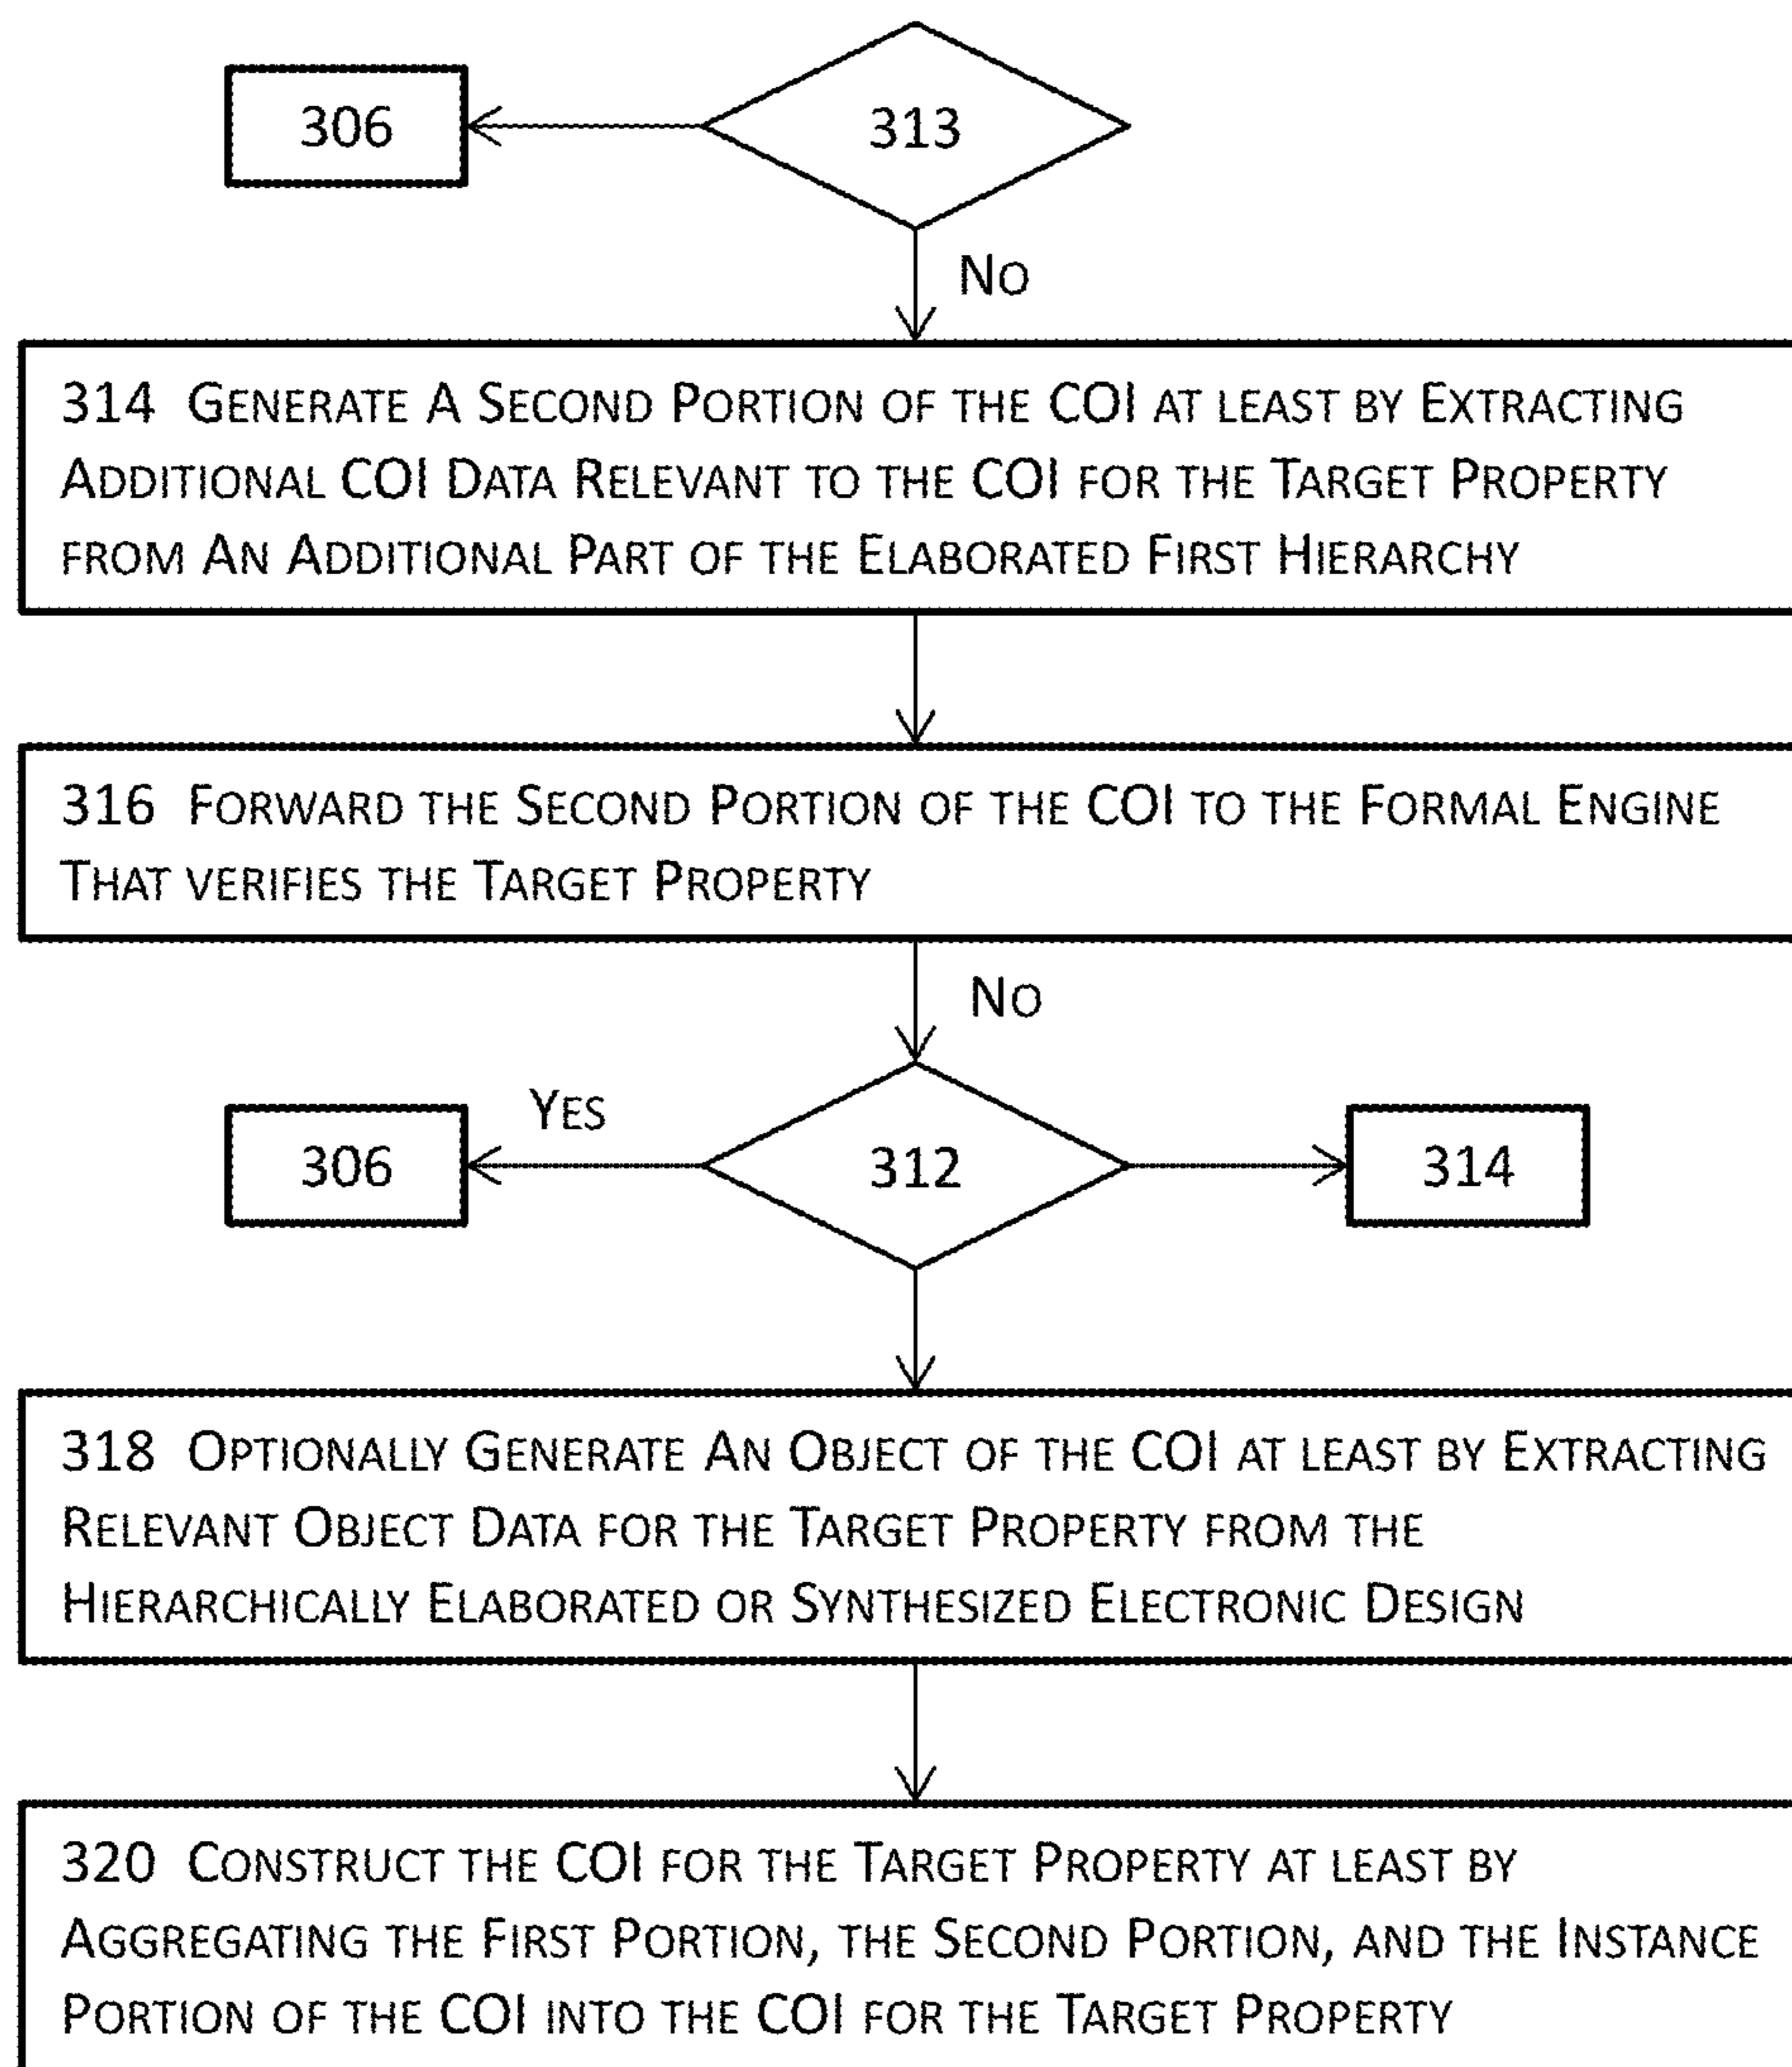 306
313
No
314 Generate A Second Portion of the COI at least by Extracting
Additional COI Data Relevant to the COI for the Target Property
from An Additional Part of the Elaborated First Hierarchy
316 Forward the Second Portion of the COI to the Formal Engine
That verifies the Target Property
No
Yes
306
312
314
318 Optionally Generate An Object of the COI at least by Extracting
Relevant Object Data for the Target Property from the
Hierarchically Elaborated or Synthesized Electronic Design
320 Construct the COI for the Target Property at least by
Aggregating the First Portion, the Second Portion, and the Instance
Portion of the COI into the COI for the Target Property